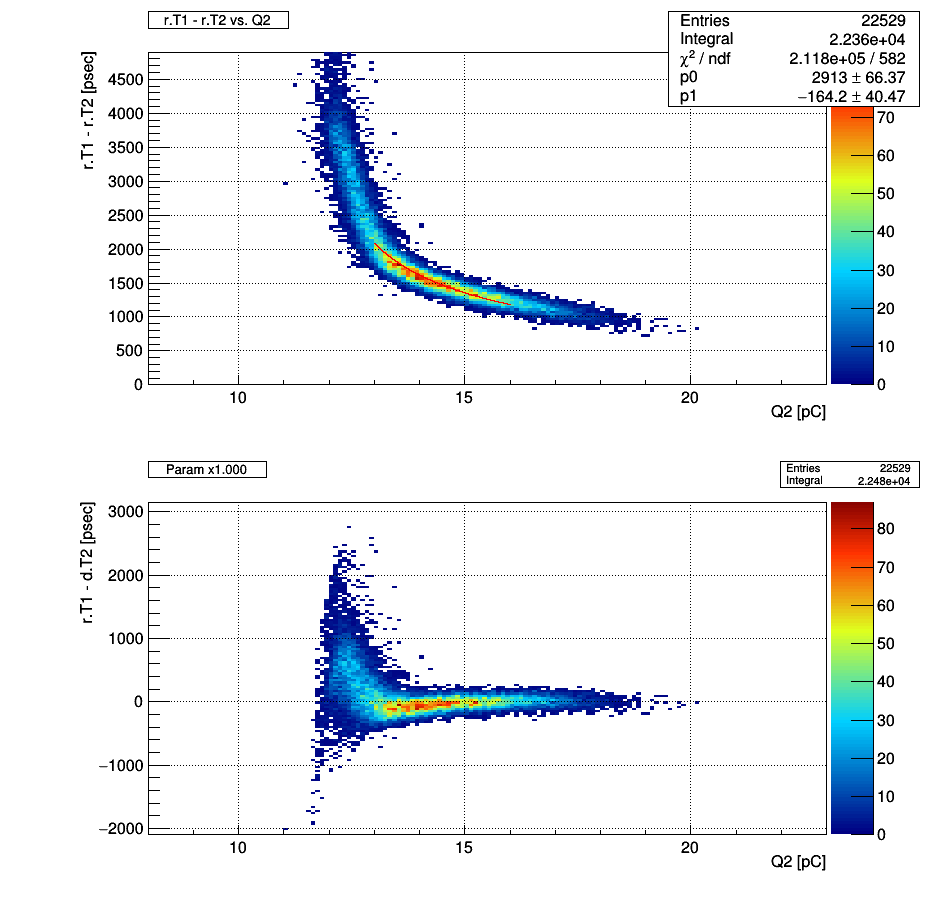 r.T1 - r.T2 vs. Q2
Entries 22529
Integral 2.236e+04
χ² / ndf 2.118e+05 / 582
p0 2913 ± 66.37
p1 −164.2 ± 40.47
r.T1 - r.T2 [psec]
4500
4000
3500
3000
2500
2000
1500
1000
500
0
10 15 20
Q2 [pC]
70
60
50
40
30
20
10
0
Param x1.000
Entries 22529
Integral 2.248e+04
r.T1 - d.T2 [psec]
3000
2000
1000
0
−1000
−2000
10 15 20
Q2 [pC]
80
70
60
50
40
30
20
10
0